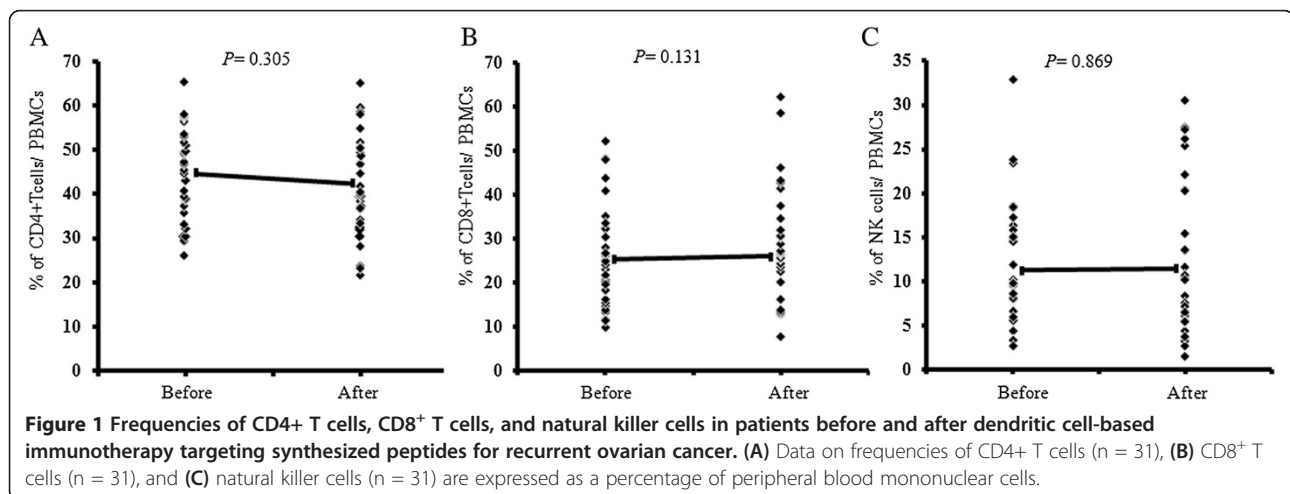 A
P= 0.305
% of CD4+Tcells/ PBMCs
70
60
50
40
30
20
10
0
Before
After
B
P= 0.131
% of CD8+Tcells/ PBMCs
70
60
50
40
30
20
10
0
Before
After
C
P= 0.869
% of NK cells/ PBMCs
35
30
25
20
15
10
5
0
Before
After
Figure 1 Frequencies of CD4+ T cells, CD8⁺ T cells, and natural killer cells in patients before and after dendritic cell-based
immunotherapy targeting synthesized peptides for recurrent ovarian cancer. (A) Data on frequencies of CD4+ T cells (n = 31), (B) CD8⁺ T
cells (n = 31), and (C) natural killer cells (n = 31) are expressed as a percentage of peripheral blood mononuclear cells.